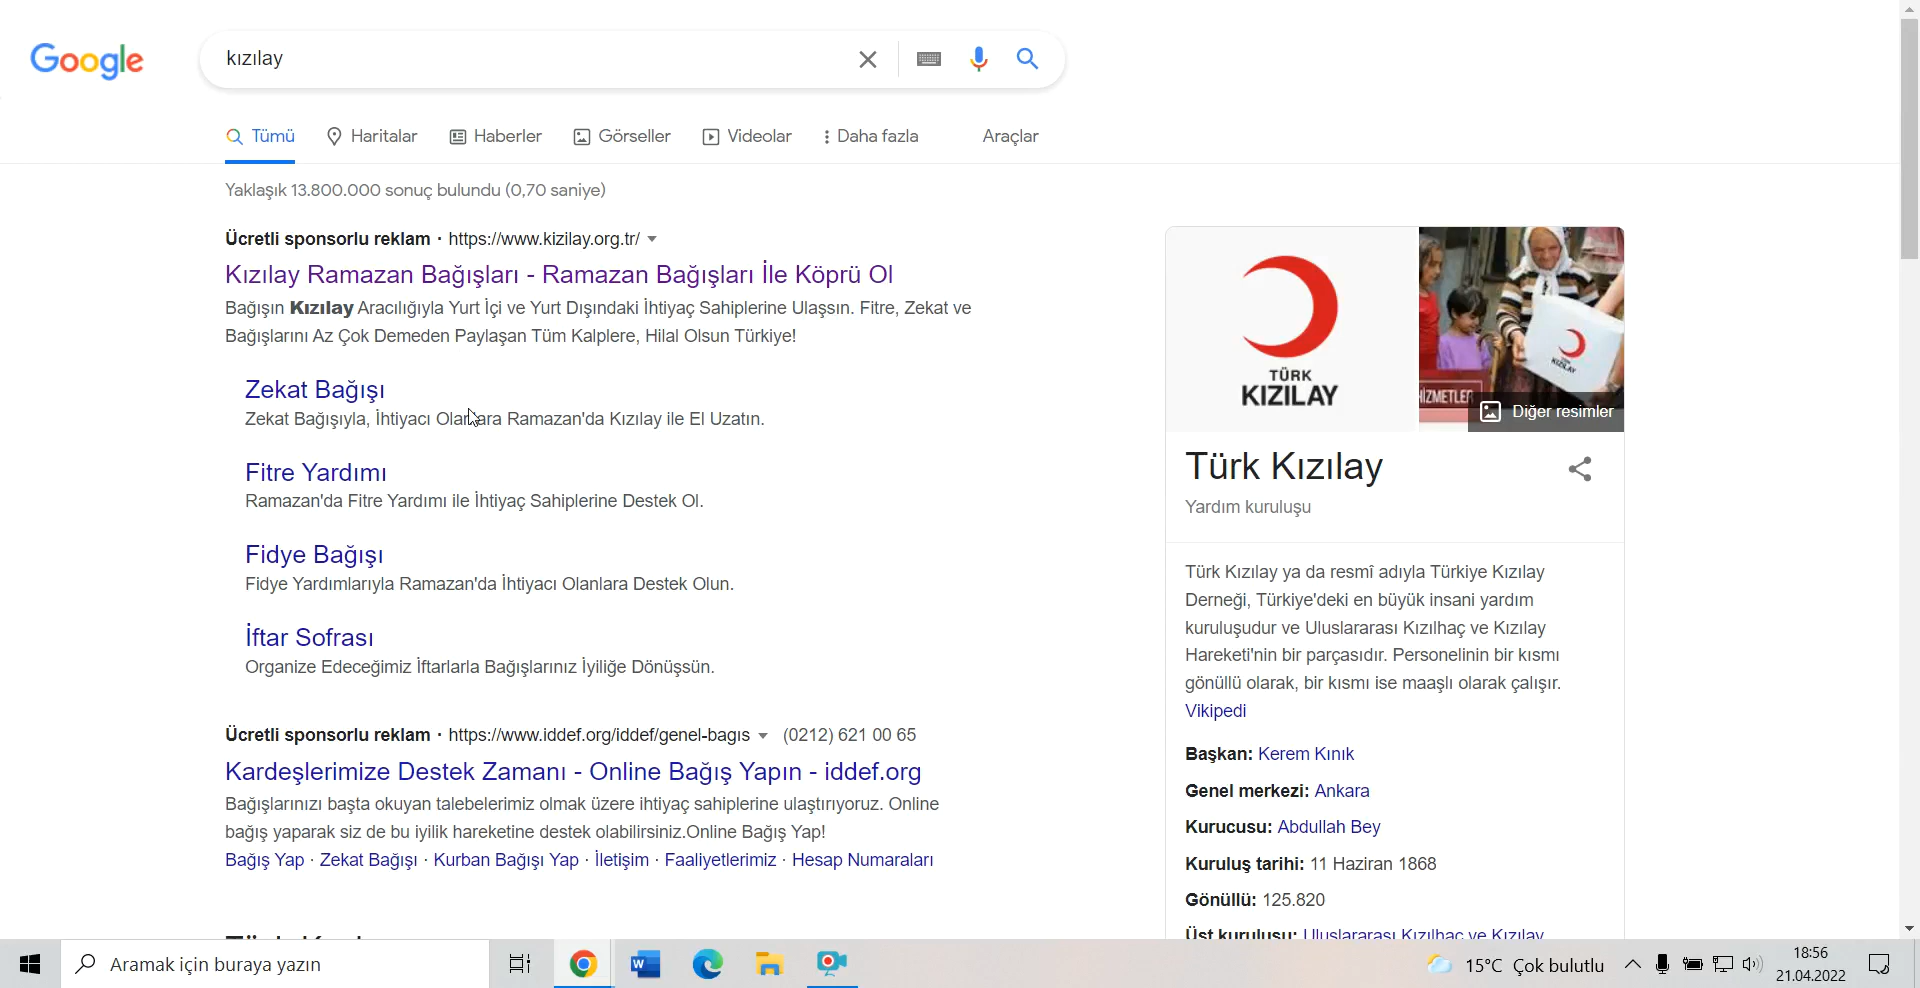 Google
kızılay
Tümü
Haritalar
Haberler
Görseller
Videolar
Daha fazla
Araçlar
Yaklaşık 13.800.000 sonuç bulundu (0,70 saniye)
Ücretli sponsorlu reklam · https://www.kizilay.org.tr/
Kızılay Ramazan Bağışları - Ramazan Bağışları İle Köprü Ol
Bağışın Kızılay Aracılığıyla Yurt İçi ve Yurt Dışındaki İhtiyaç Sahiplerine Ulaşsın. Fitre, Zekat ve
Bağışlarını Az Çok Demeden Paylaşan Tüm Kalplere, Hilal Olsun Türkiye!
Zekat Bağışı
Zekat Bağışıyla, İhtiyacı Olanlara Ramazan'da Kızılay ile El Uzatın.
Fitre Yardımı
Ramazan'da Fitre Yardımı ile İhtiyaç Sahiplerine Destek Ol.
Fidye Bağışı
Fidye Yardımlarıyla Ramazan'da İhtiyacı Olanlara Destek Olun.
İftar Sofrası
Organize Edeceğimiz İftarlarla Bağışlarınız İyiliğe Dönüşsün.
Ücretli sponsorlu reklam · https://www.iddef.org/iddef/genel-bagıs (0212) 621 00 65
Kardeşlerimize Destek Zamanı - Online Bağış Yapın - iddef.org
Bağışlarınızı başta okuyan talebelerimiz olmak üzere ihtiyaç sahiplerine ulaştırıyoruz. Online
bağış yaparak siz de bu iyilik hareketine destek olabilirsiniz.Online Bağış Yap!
Bağış Yap · Zekat Bağışı · Kurban Bağışı Yap · İletişim · Faaliyetlerimiz · Hesap Numaraları
TÜRK
KIZILAY
KIZILAY
HİZMETLER
Diğer resimler
Türk Kızılay
Yardım kuruluşu
Türk Kızılay ya da resmî adıyla Türkiye Kızılay
Derneği, Türkiye'deki en büyük insani yardım
kuruluşudur ve Uluslararası Kızılhaç ve Kızılay
Hareketi'nin bir parçasıdır. Personelinin bir kısmı
gönüllü olarak, bir kısmı ise maaşlı olarak çalışır.
Vikipedi
Başkan: Kerem Kınık
Genel merkezi: Ankara
Kurucusu: Abdullah Bey
Kuruluş tarihi: 11 Haziran 1868
Gönüllü: 125.820
Üst kuruluşu: Uluslararası Kızılhaç ve Kızılay
Aramak için buraya yazın
W
15°C Çok bulutlu
18:56
21.04.2022